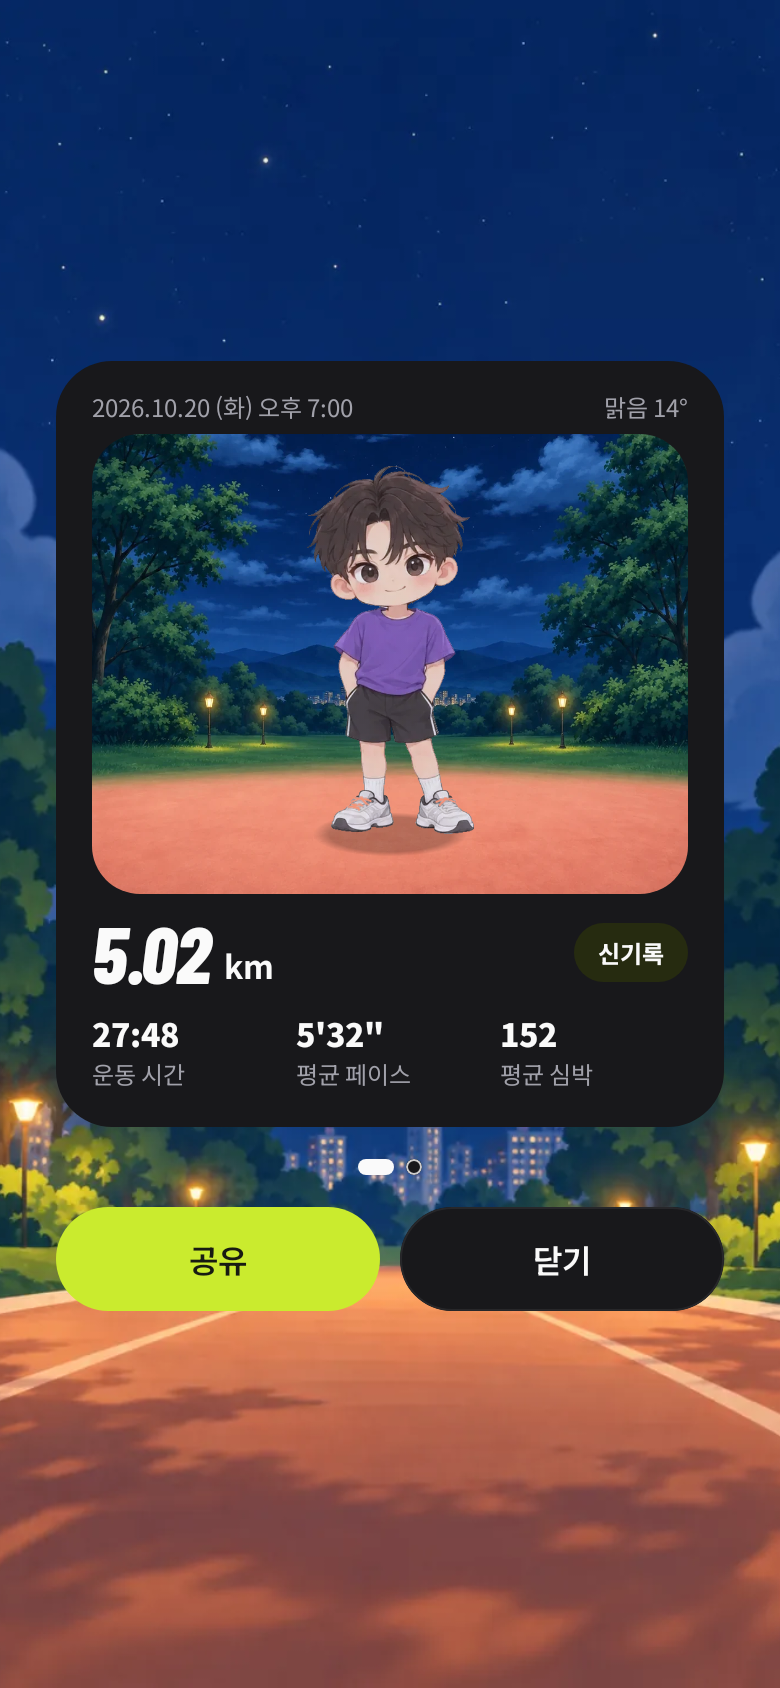 2026.10.20 (화) 오후 7:00 맑음 14°
5.02 km 신기록
27:48 5'32" 152
운동 시간 평균 페이스 평균 심박
공유 닫기